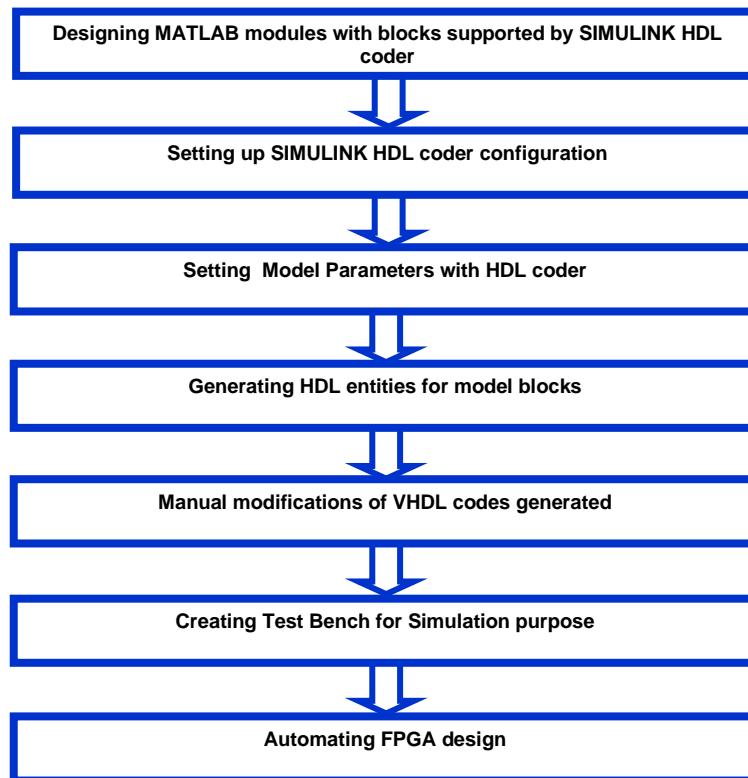 Designing MATLAB modules with blocks supported by SIMULINK HDL
coder
Setting up SIMULINK HDL coder configuration
Setting Model Parameters with HDL coder
Generating HDL entities for model blocks
Manual modifications of VHDL codes generated
Creating Test Bench for Simulation purpose
Automating FPGA design